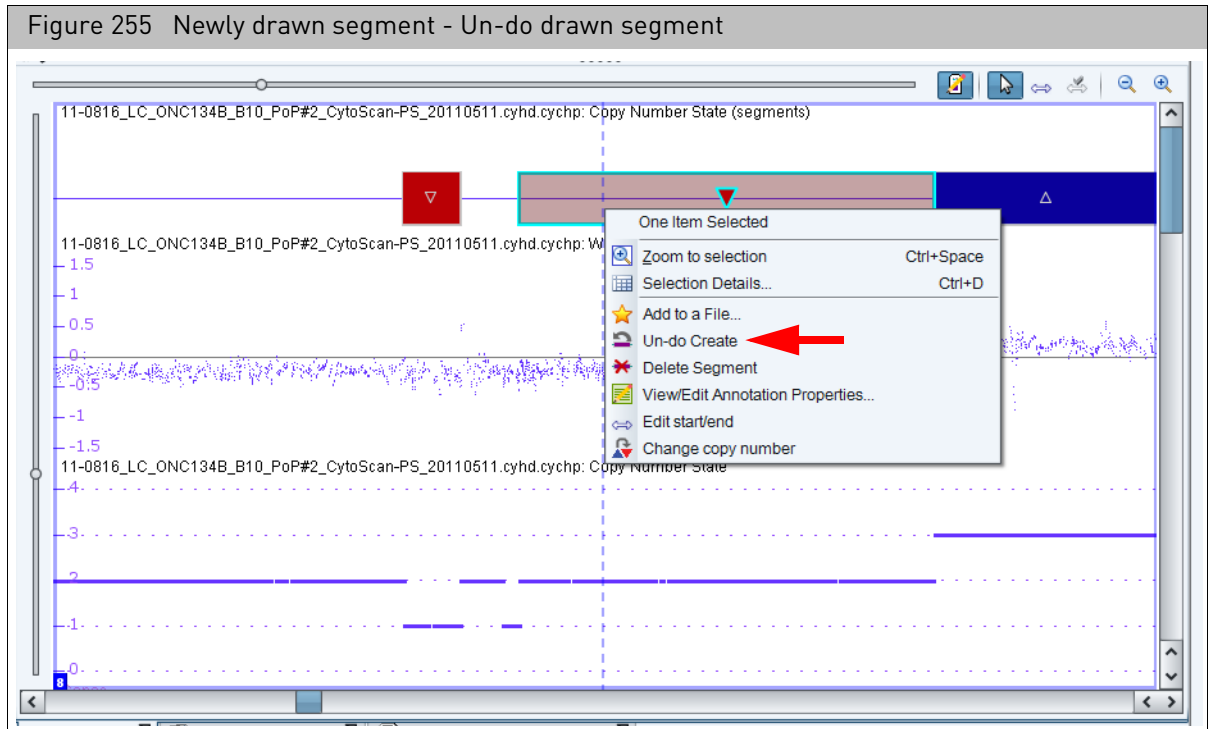 Figure 255 Newly drawn segment - Un-do drawn segment
11-0816_LC_ONC134B_B10_PoP#2_CytoScan-PS_20110511.cyhd.cychp: Copy Number State (segments)
One Item Selected
11-0816_LC_ONC134B_B10_PoP#2_CytoScan-PS_20110511.cyhd.cychp: W
Zoom to selection Ctrl+Space
Selection Details... Ctrl+D
Add to a File...
Un-do Create
Delete Segment
View/Edit Annotation Properties...
Edit start/end
Change copy number
1.5
1
0.5
0
-0.5
-1
-1.5
11-0816_LC_ONC134B_B10_PoP#2_CytoScan-PS_20110511.cyhd.cychp: Copy Number State
4
3
2
1
0
8